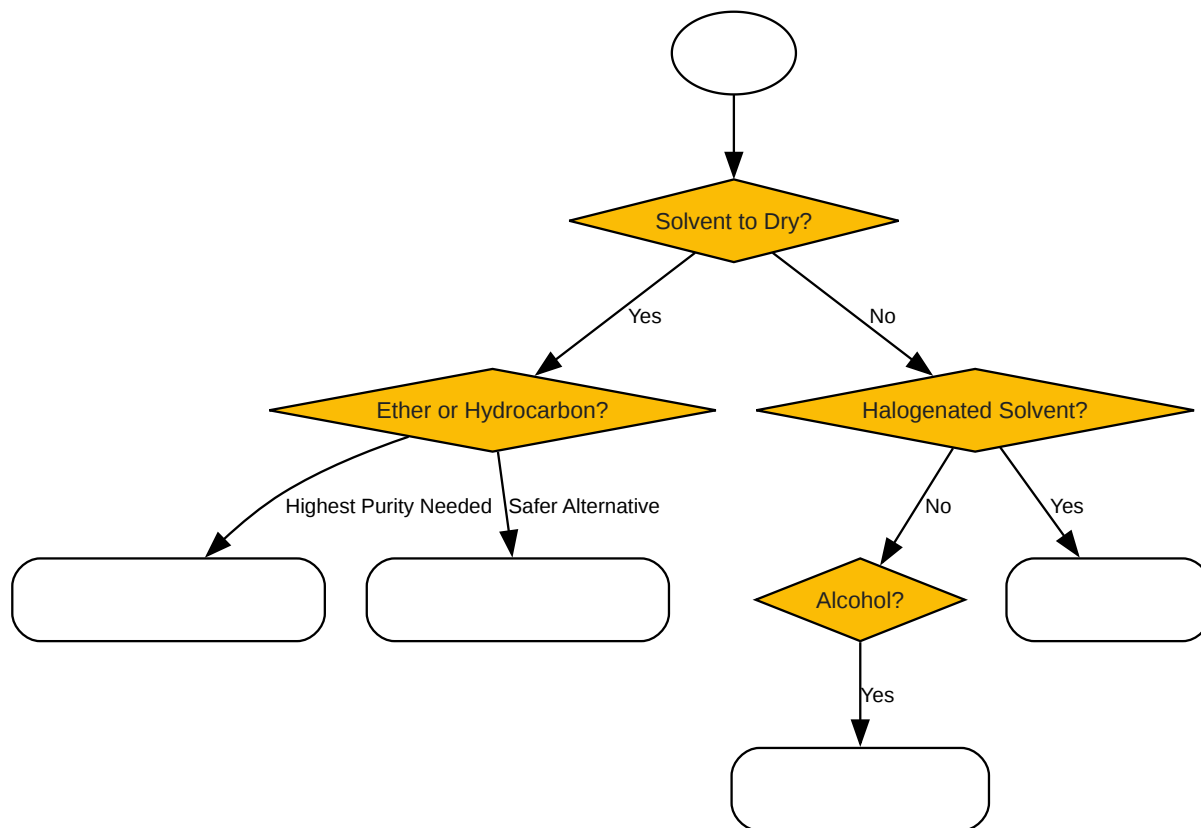 Solvent to Dry?
Yes
No
Ether or Hydrocarbon?
Halogenated Solvent?
Highest Purity Needed
Safer Alternative
No
Yes
Alcohol?
Yes